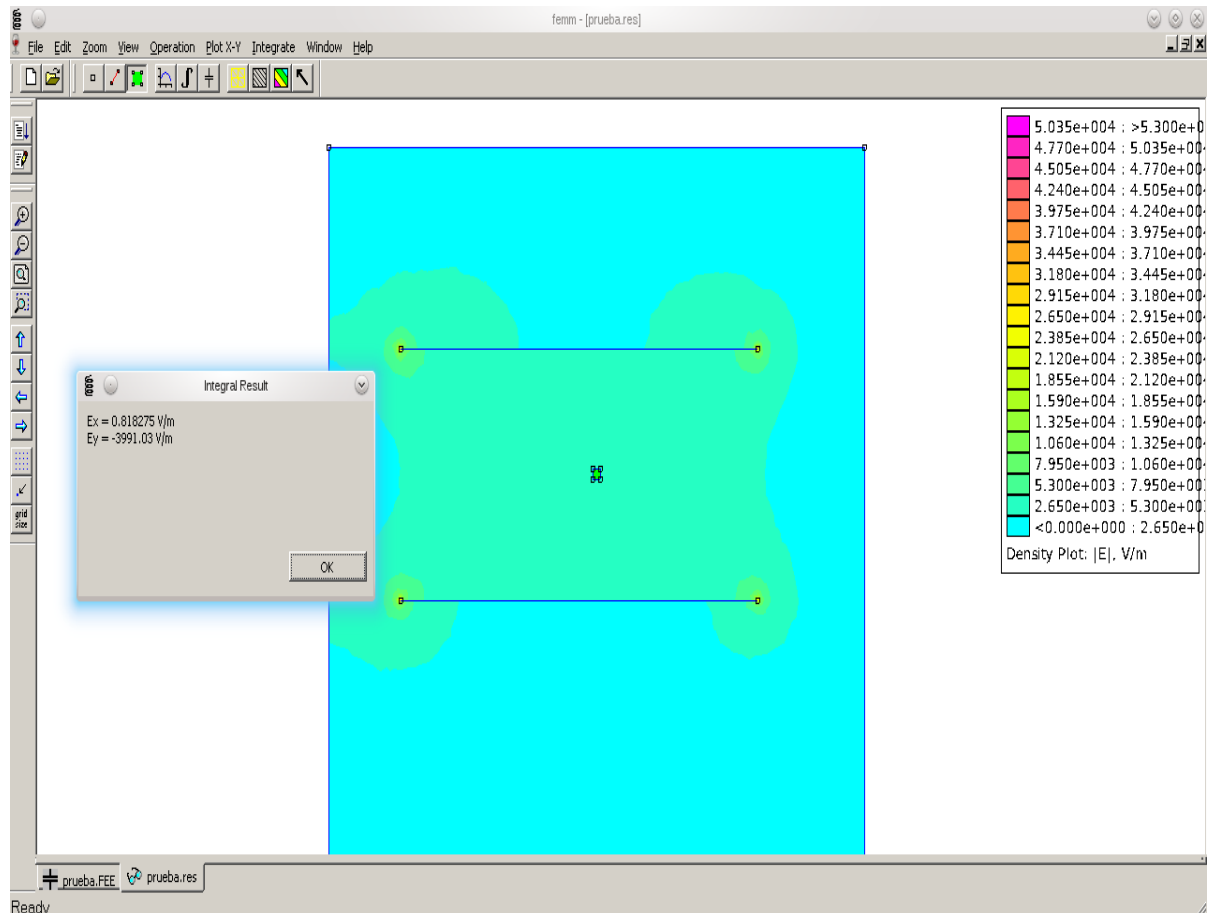 femm - [prueba.res]
File Edit Zoom View Operation Plot X-Y Integrate Window Help
5.035e+004 : >5.300e+0
4.770e+004 : 5.035e+00
4.505e+004 : 4.770e+00
4.240e+004 : 4.505e+00
3.975e+004 : 4.240e+00
3.710e+004 : 3.975e+00
3.445e+004 : 3.710e+00
3.180e+004 : 3.445e+00
2.915e+004 : 3.180e+00
2.650e+004 : 2.915e+00
2.385e+004 : 2.650e+00
2.120e+004 : 2.385e+00
1.855e+004 : 2.120e+00
1.590e+004 : 1.855e+00
1.325e+004 : 1.590e+00
1.060e+004 : 1.325e+00
7.950e+003 : 1.060e+00
5.300e+003 : 7.950e+00
2.650e+003 : 5.300e+00
<0.000e+000 : 2.650e+0
Density Plot: |E|, V/m
Integral Result
Ex = 0.818275 V/m
Ey = -3991.03 V/m
OK
grid
size
prueba.FEE prueba.res
Ready